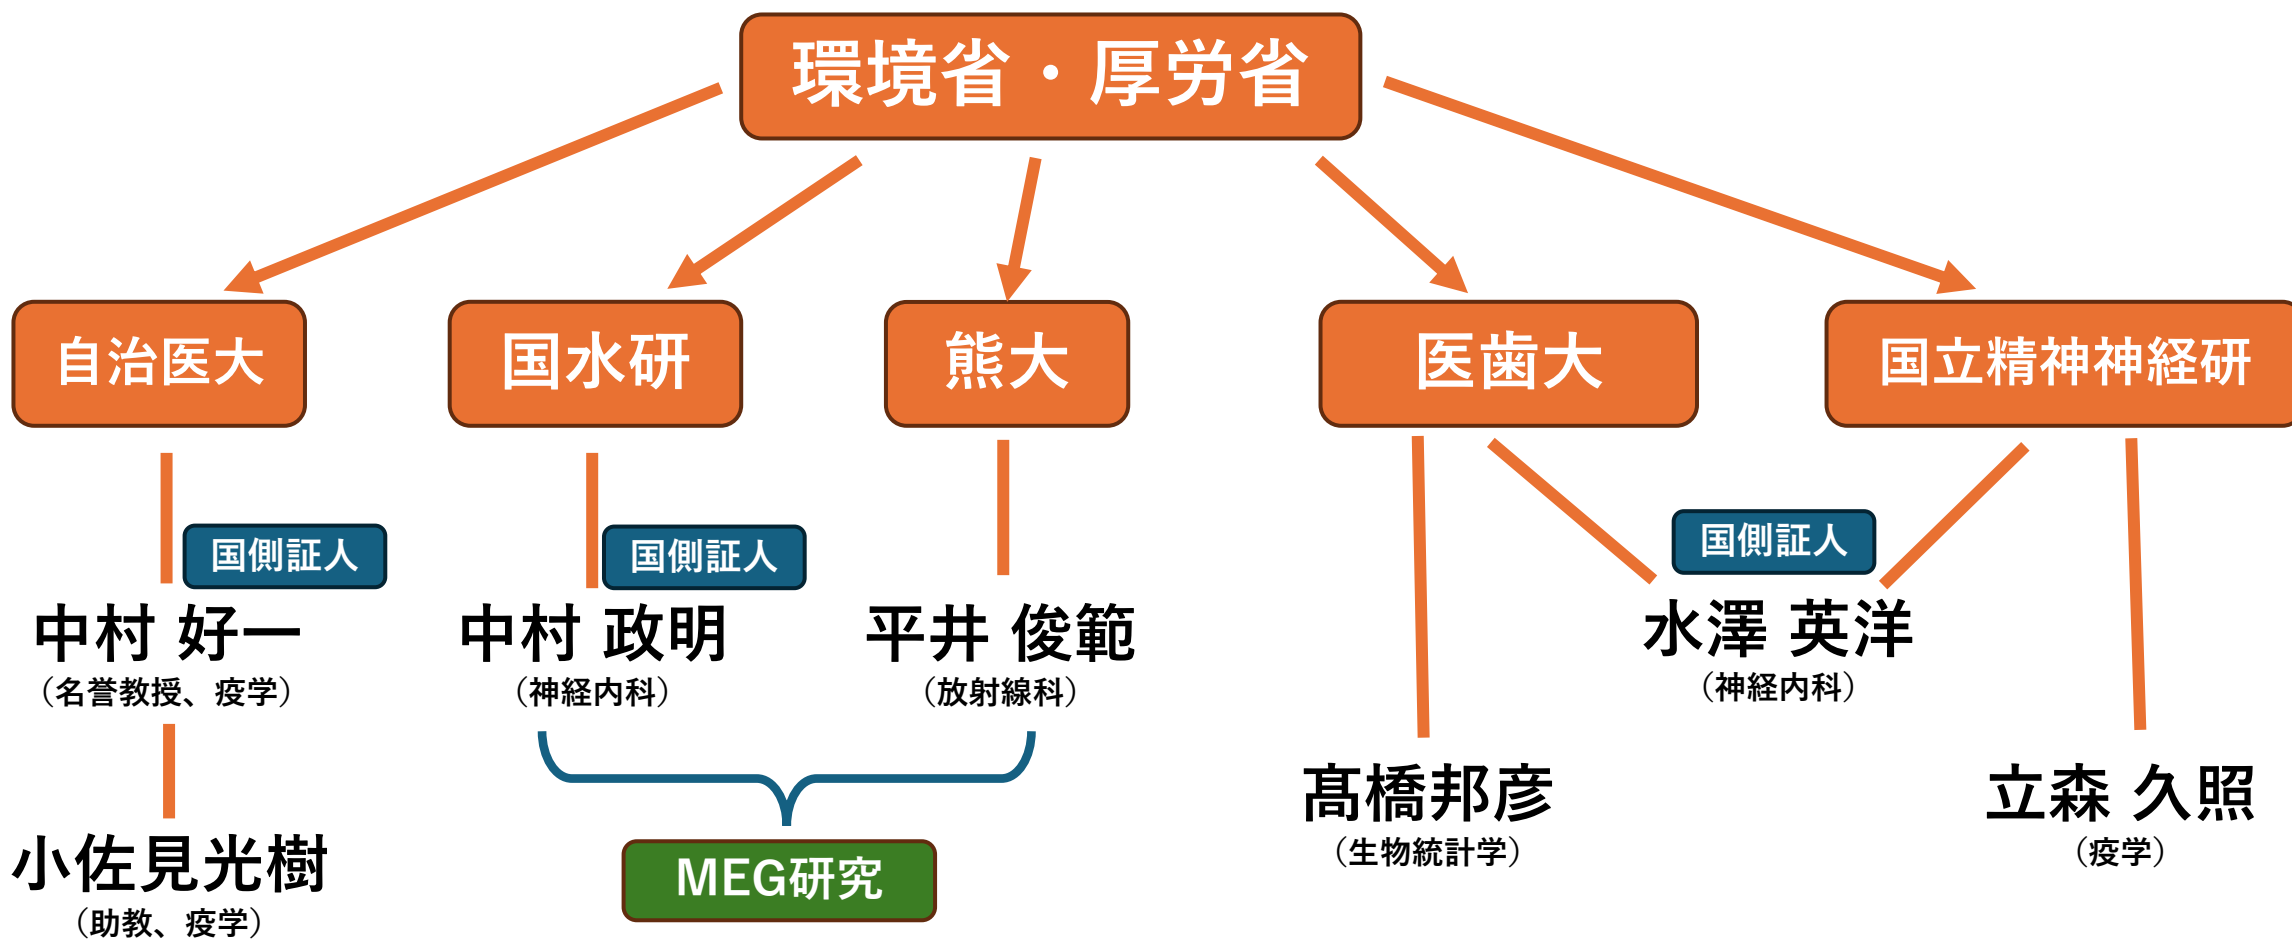 環境省・厚労省
自治医大
国水研
熊大
医歯大
国立精神神経研
国側証人
国側証人
国側証人
中村 好一
(名誉教授、疫学)
中村 政明
(神経内科)
平井 俊範
(放射線科)
水澤 英洋
(神経内科)
小佐見光樹
(助教、疫学)
MEG研究
髙橋邦彦
(生物統計学)
立森 久照
(疫学)